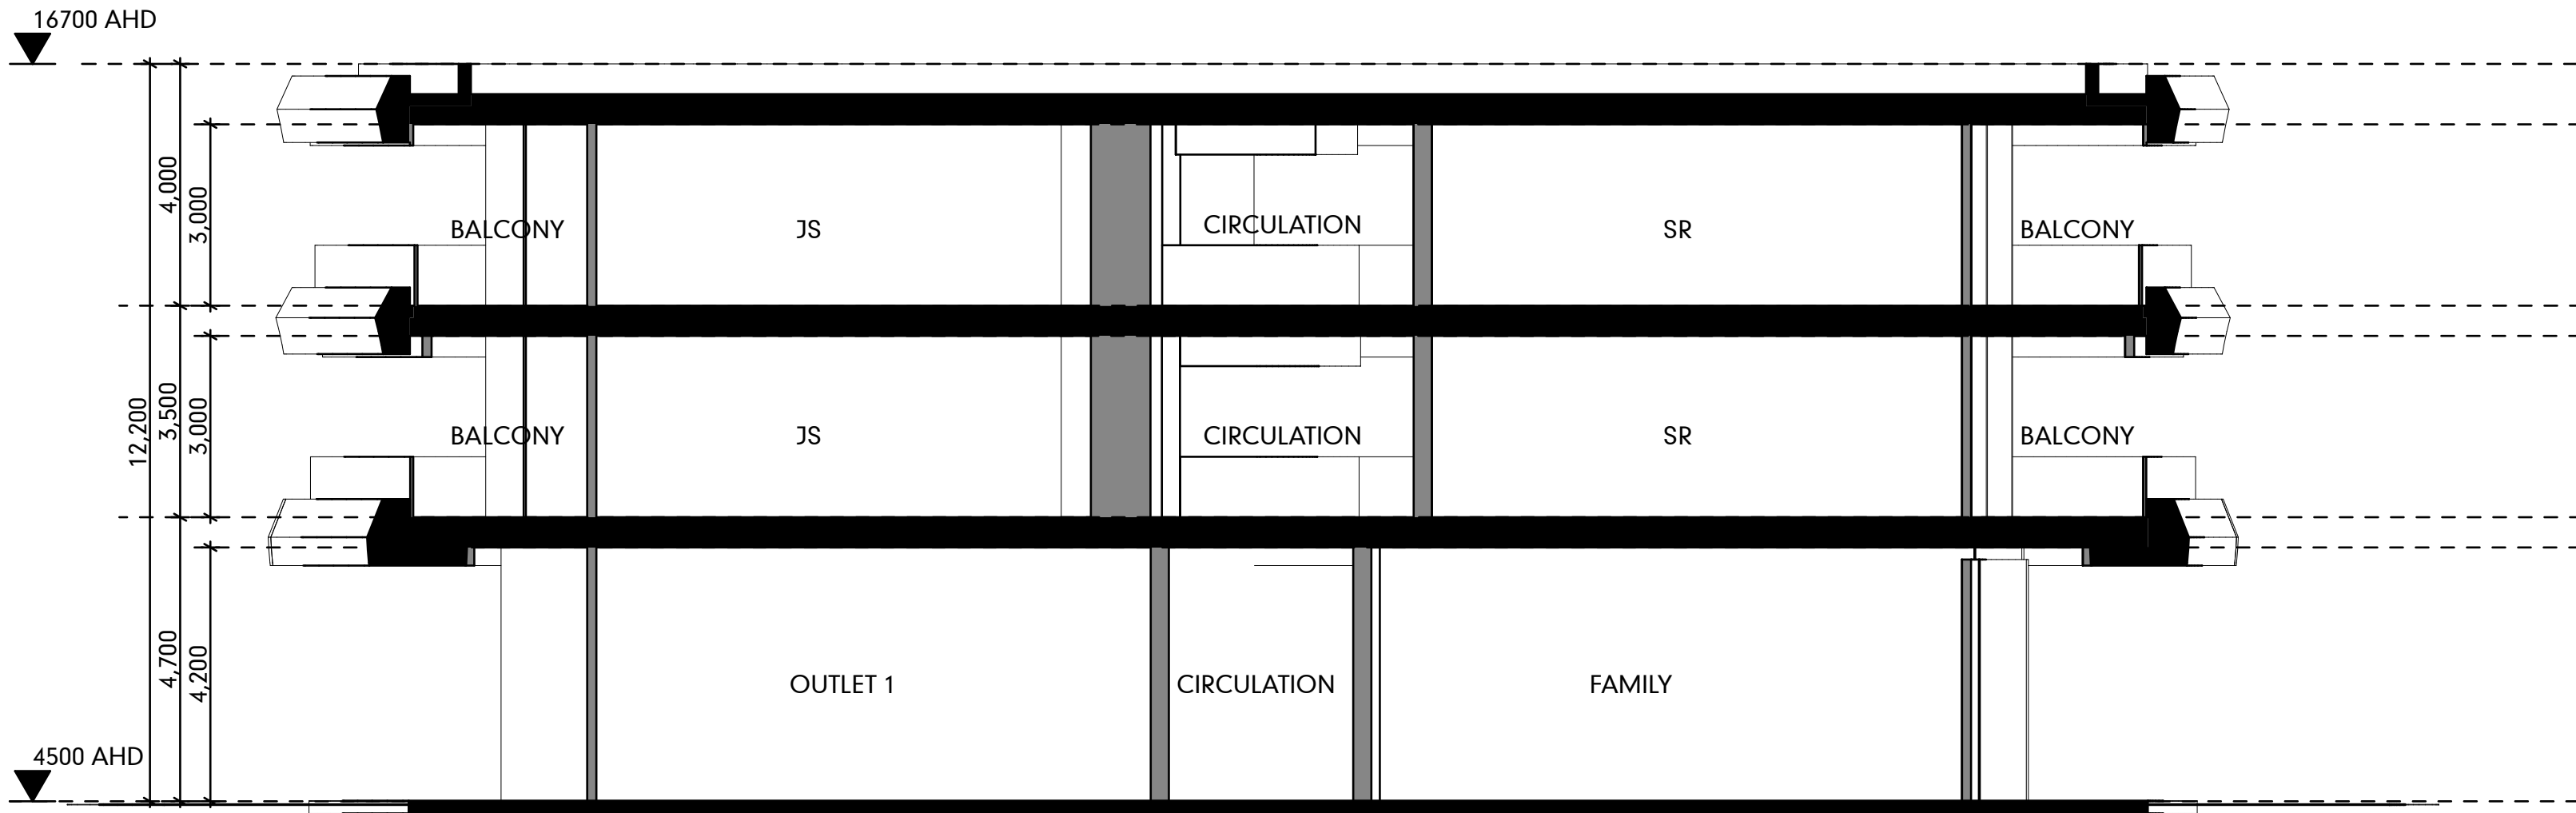 16700 AHD
4,000
3,000
BALCONY
JS
CIRCULATION
SR
BALCONY
12,200
3,500
3,000
BALCONY
JS
CIRCULATION
SR
BALCONY
4,700
4,200
OUTLET 1
CIRCULATION
FAMILY
4500 AHD